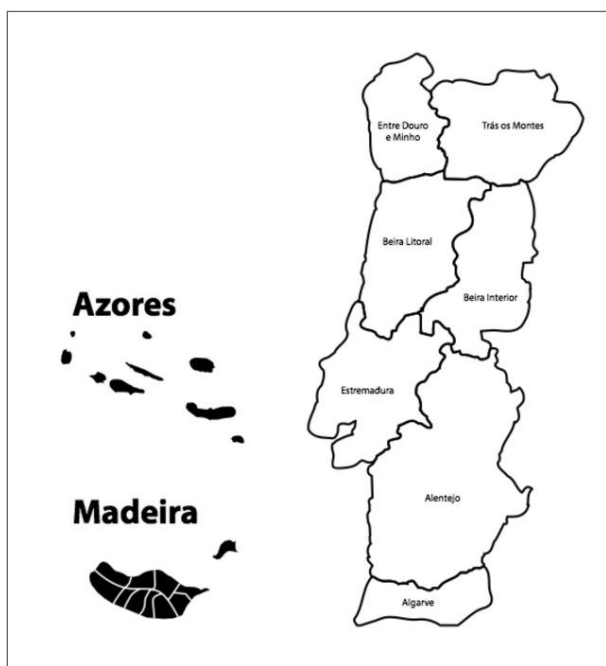 Entre Douro
e Minho
Trás os Montes
Beira Litoral
Beira Interior
Azores
Estremadura
Alentejo
Madeira
Algarve